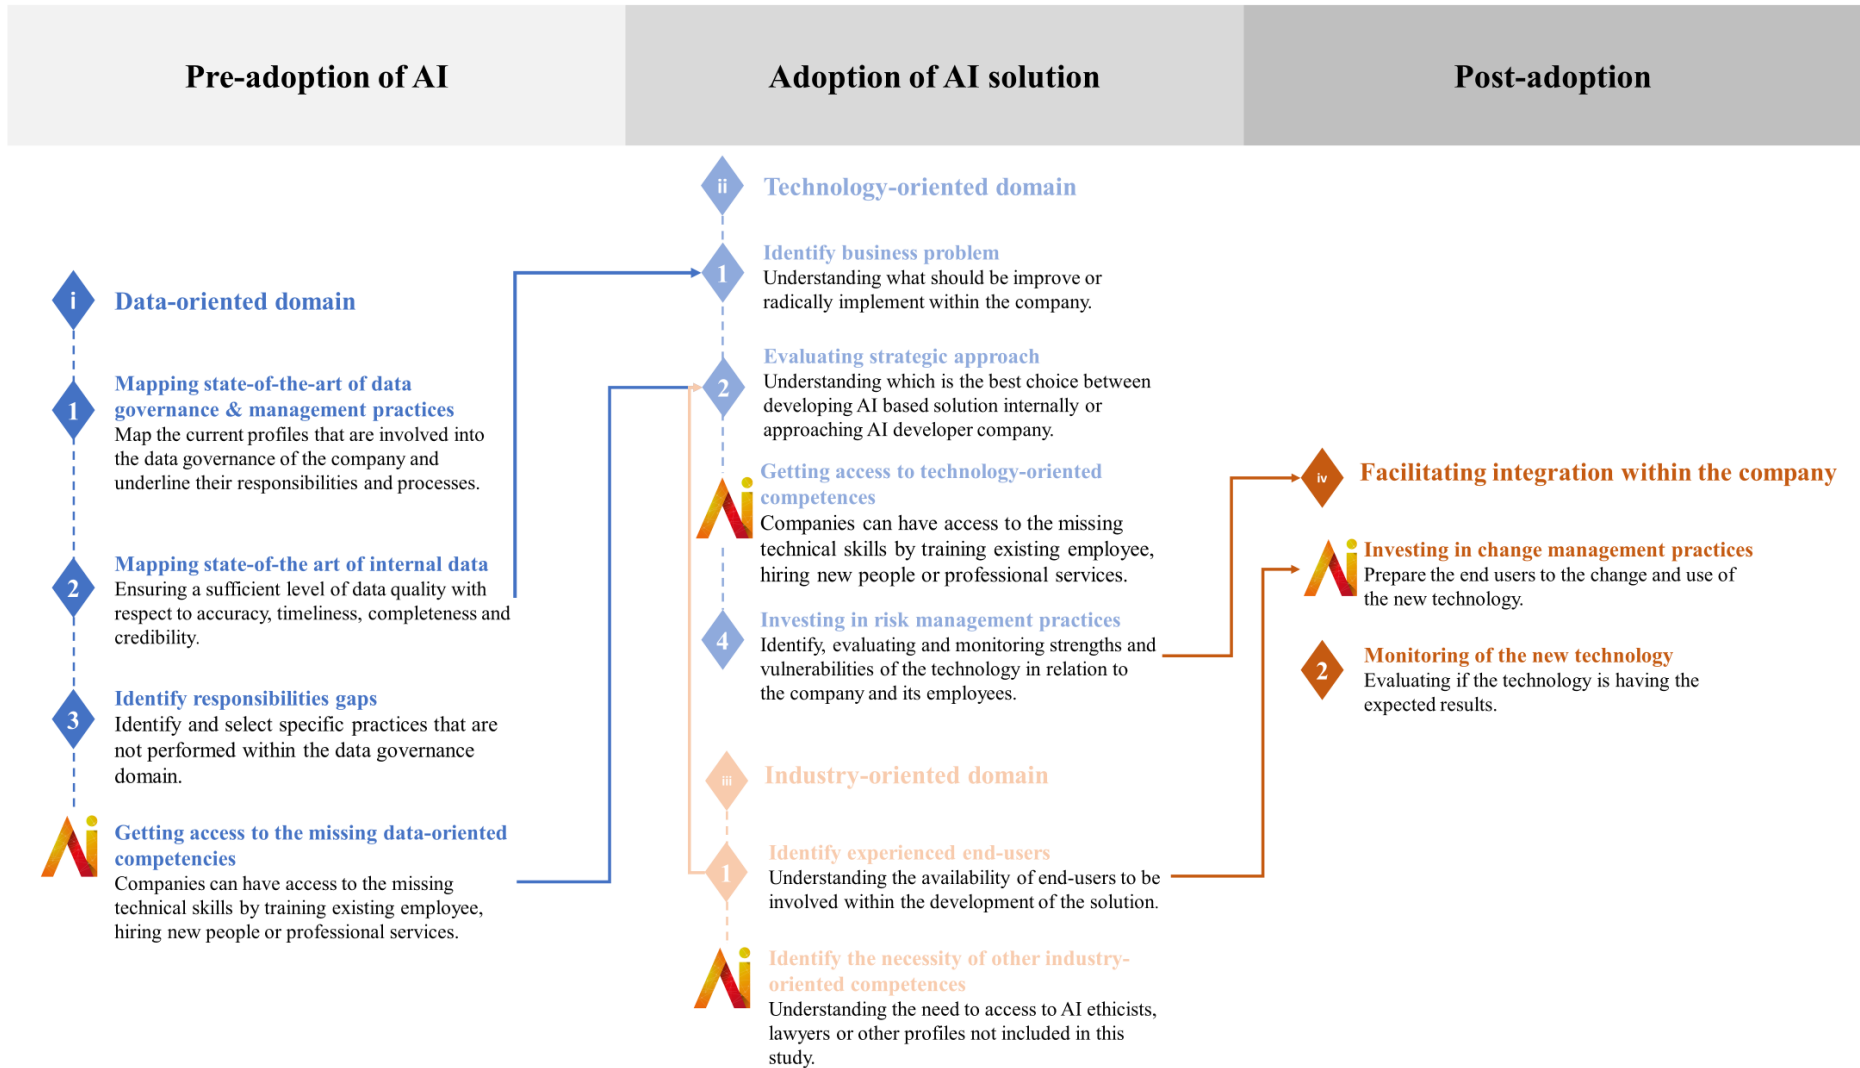 Pre-adoption of AI
Adoption of AI solution
Post-adoption
i
Data-oriented domain
1
Mapping state-of-the-art of data
governance & management practices
Map the current profiles that are involved into
the data governance of the company and
underline their responsibilities and processes.
2
Mapping state-of-the art of internal data
Ensuring a sufficient level of data quality with
respect to accuracy, timeliness, completeness and
credibility.
3
Identify responsibilities gaps
Identify and select specific practices that are
not performed within the data governance
domain.
Ai
Getting access to the missing data-oriented
competencies
Companies can have access to the missing
technical skills by training existing employee,
hiring new people or professional services.
ii
Technology-oriented domain
1
Identify business problem
Understanding what should be improve or
radically implement within the company.
2
Evaluating strategic approach
Understanding which is the best choice between
developing AI based solution internally or
approaching AI developer company.
Ai
Getting access to technology-oriented
competences
Companies can have access to the missing
technical skills by training existing employee,
hiring new people or professional services.
4
Investing in risk management practices
Identify, evaluating and monitoring strengths and
vulnerabilities of the technology in relation to
the company and its employees.
iii
Industry-oriented domain
1
Identify experienced end-users
Understanding the availability of end-users to be
involved within the development of the solution.
Ai
Identify the necessity of other industry-
oriented competences
Understanding the need to access to AI ethicists,
lawyers or other profiles not included in this
study.
iv
Facilitating integration within the company
Ai
Investing in change management practices
Prepare the end users to the change and use of
the new technology.
2
Monitoring of the new technology
Evaluating if the technology is having the
expected results.